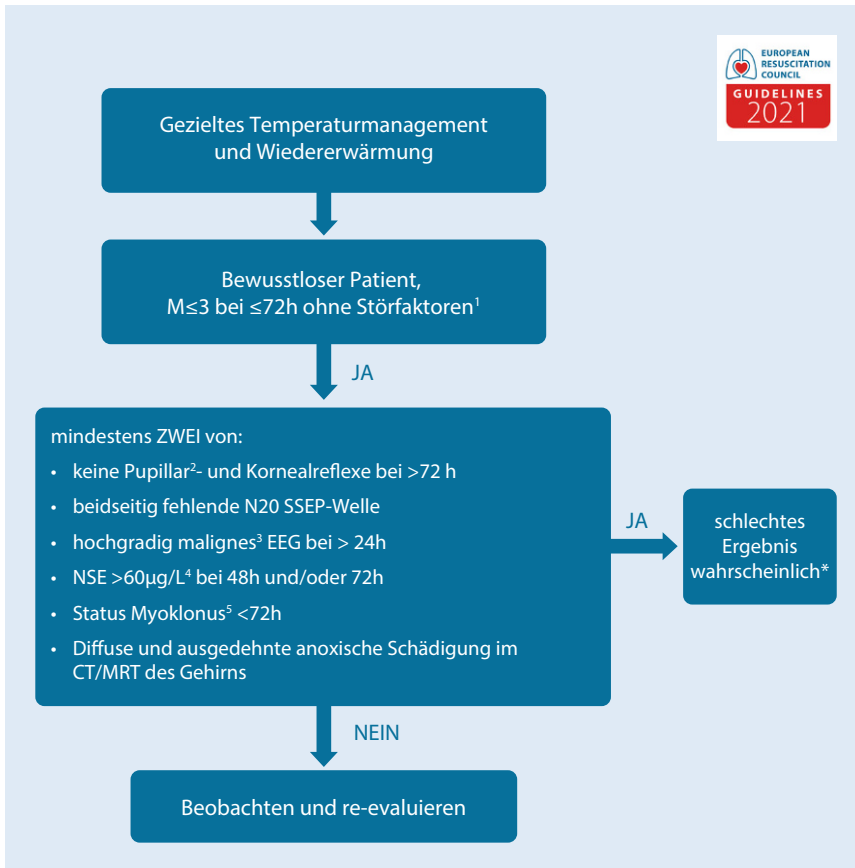 EUROPEAN
RESUSCITATION
COUNCIL
GUIDELINES
2021
Gezieltes Temperaturmanagement
und Wiedererwärmung
Bewusstloser Patient,
M≤3 bei ≤72h ohne Störfaktoren¹
JA
mindestens ZWEI von:
• keine Pupillar²- und Kornealreflexe bei >72 h
• beidseitig fehlende N20 SSEP-Welle
• hochgradig malignes³ EEG bei > 24h
• NSE >60µg/L⁴ bei 48h und/oder 72h
• Status Myoklonus⁵ <72h
• Diffuse und ausgedehnte anoxische Schädigung im
CT/MRT des Gehirns
JA
schlechtes
Ergebnis
wahrscheinlich*
NEIN
Beobachten und re-evaluieren